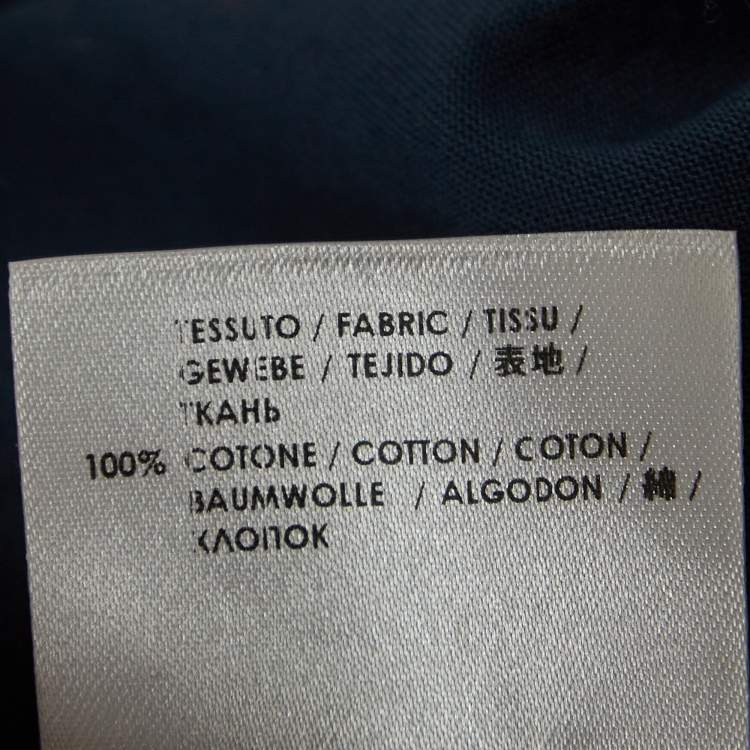 TESSUTO / FABRIC / TISSU /
GEWEBE / TEJIDO / 表地 /
ТКАНЬ
100% COTONE / COTTON / COTON /
BAUMWOLLE / ALGODON / 綿 /
ХЛОПОК